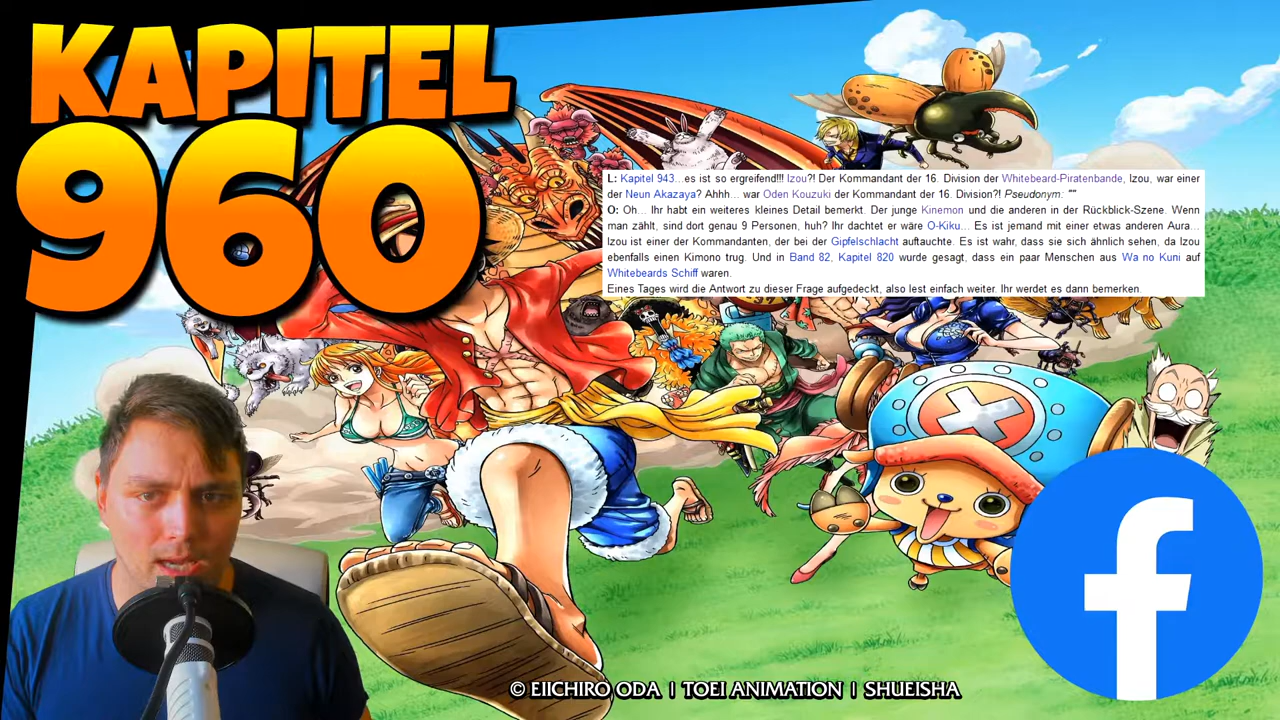 KAPITEL
960
L: Kapitel 943...es ist so ergreifend!!! Izou?! Der Kommandant der 16. Division der Whitebeard-Piratenbande, Izou, war einer
der Neun Akazaya? Ahhh... war Oden Kouzuki der Kommandant der 16. Division?! Pseudonym: ""
O: Oh... Ihr habt ein weiteres kleines Detail bemerkt. Der junge Kinemon und die anderen in der Rückblick-Szene. Wenn
man zählt, sind dort genau 9 Personen, huh? Ihr dachtet er wäre O-Kiku... Es ist jemand mit einer etwas anderen Aura...
Izou ist einer der Kommandanten, der bei der Gipfelschlacht auftauchte. Es ist wahr, dass sie sich ähnlich sehen, da Izou
ebenfalls einen Kimono trug. Und in Band 82, Kapitel 820 wurde gesagt, dass ein paar Menschen aus Wa no Kuni auf
Whitebeards Schiff waren.
Eines Tages wird die Antwort zu dieser Frage aufgedeckt, also lest einfach weiter. Ihr werdet es dann bemerken.
f
© EIICHIRO ODA | TOEI ANIMATION | SHUEISHA